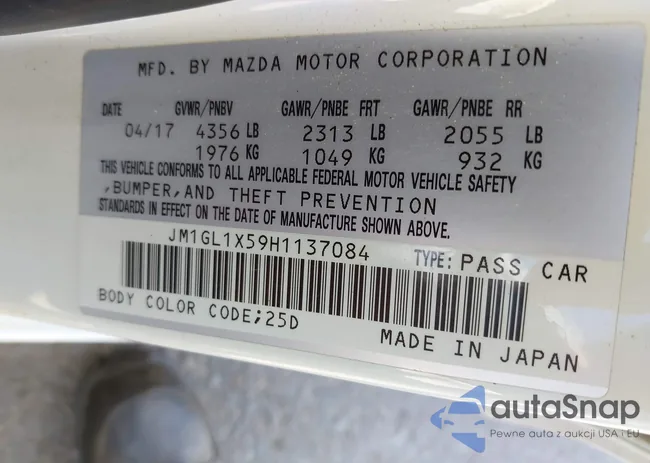 MFD. BY MAZDA MOTOR CORPORATION
DATE GVWR/PNBV GAWR/PNBE FRT GAWR/PNBE RR
04/17 4356 LB 2313 LB 2055 LB
1976 KG 1049 KG 932 KG
THIS VEHICLE CONFORMS TO ALL APPLICABLE FEDERAL MOTOR VEHICLE SAFETY
,BUMPER,AND THEFT PREVENTION
STANDARDS IN EFFECT ON THE DATE OF MANUFACTURE SHOWN ABOVE.
JM1GL1X59H1137084 TYPE: PASS CAR
BODY COLOR CODE;25D
MADE IN JAPAN
autaSnap
Pewne auta z aukcji USA i EU